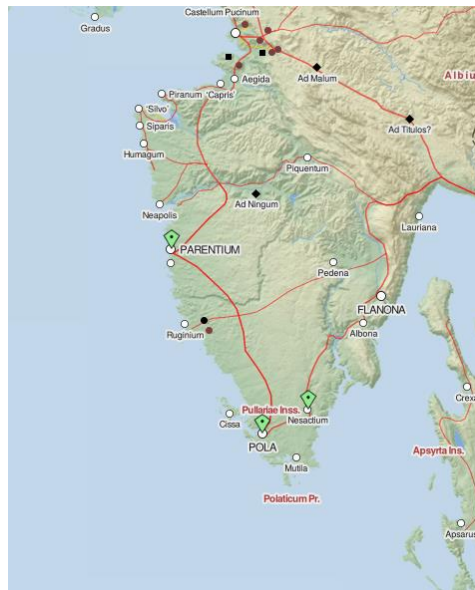 Castellum Pucinum
Gradus
Aegida
Ad Malum
Albiu
Piranum
'Capris'
'Silvo'
Siparis
Ad Titulos?
Humagum
Piquentum
Neapolis
Ad Ningum
Lauriana
PARENTIUM
Pedena
FLANONA
Ruginium
Albona
Crexa
Pullariae Inss.
Nesactium
Cissa
POLA
Apsyrta Ins.
Mutila
Polaticum Pr.
Apsarus